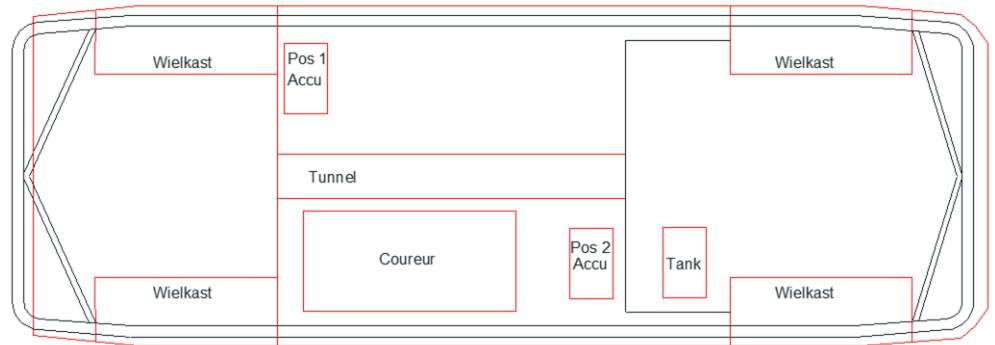 Wielkast
Pos 1
Accu
Wielkast
Tunnel
Coureur
Pos 2
Accu
Tank
Wielkast
Wielkast